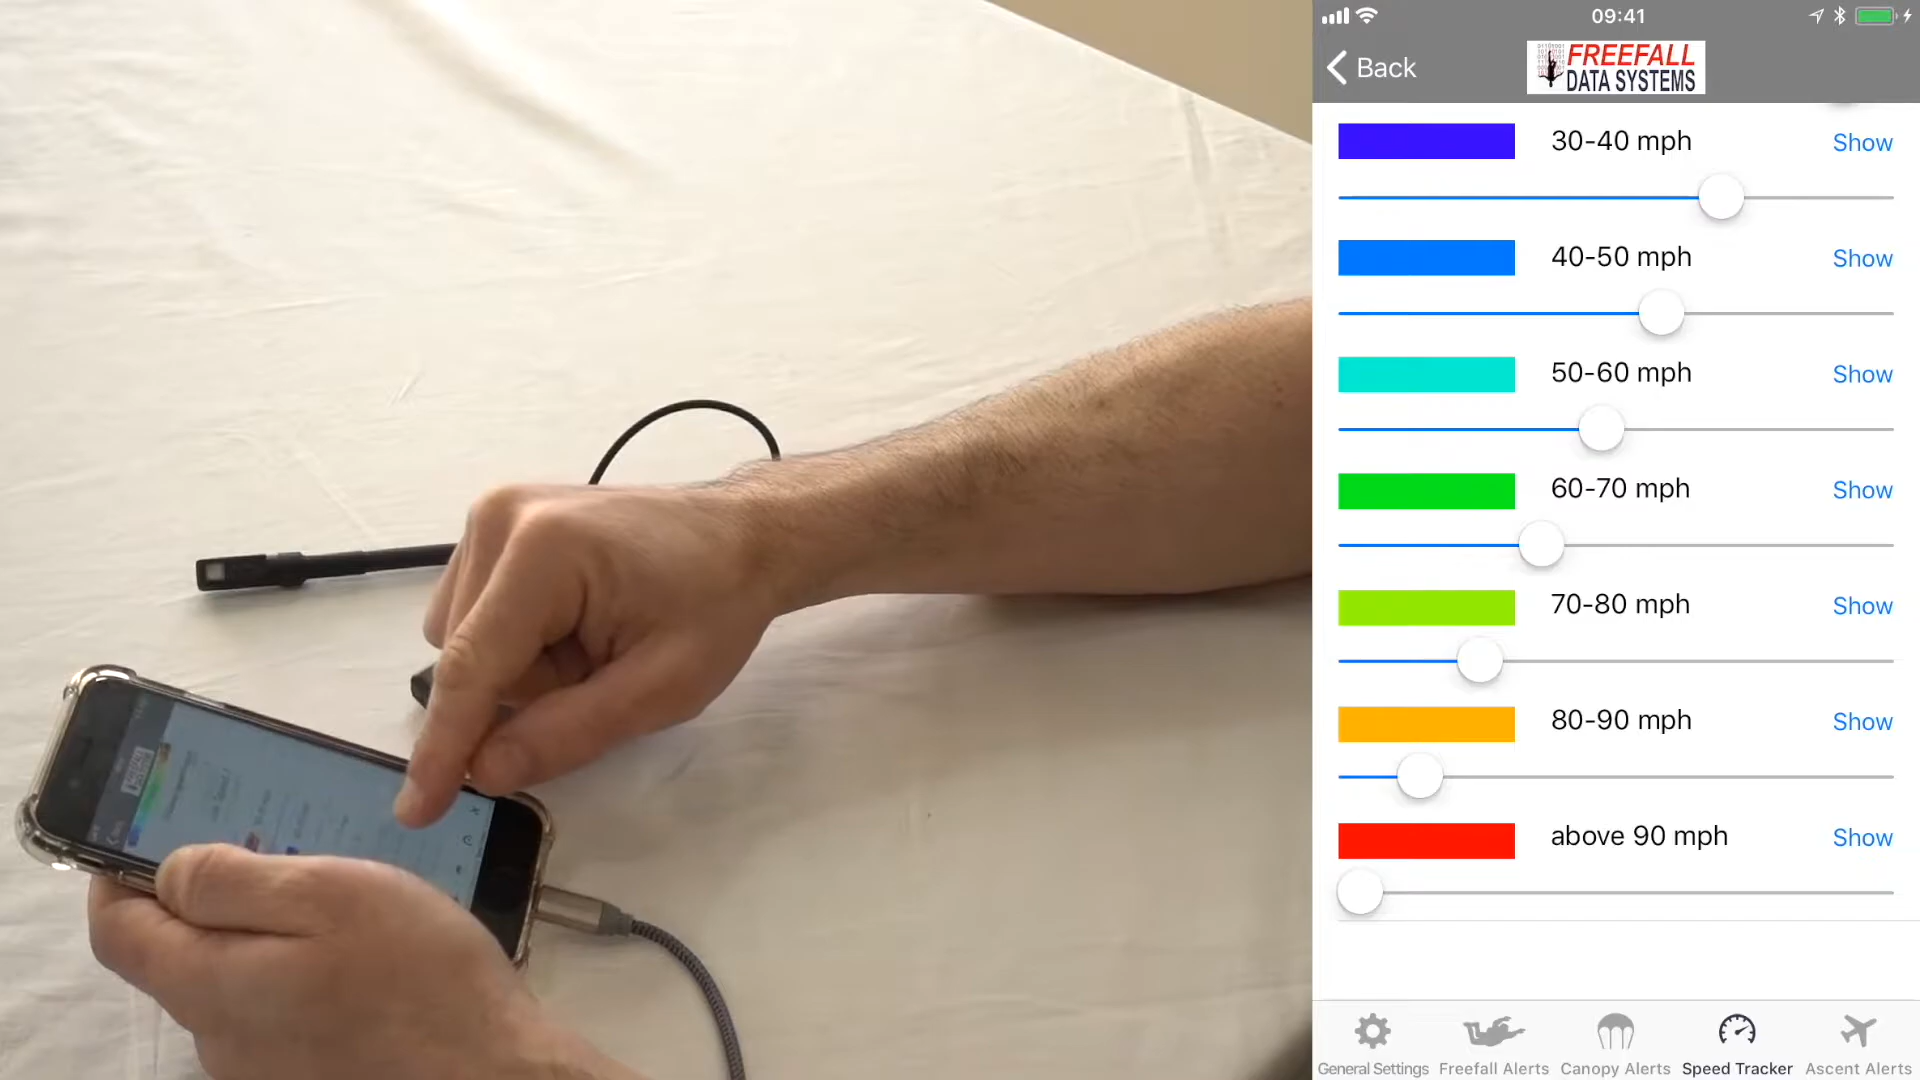 09:41
Back
FREEFALL
DATA SYSTEMS
30-40 mph Show
40-50 mph Show
50-60 mph Show
60-70 mph Show
70-80 mph Show
80-90 mph Show
above 90 mph Show
General Settings Freefall Alerts Canopy Alerts Speed Tracker Ascent Alerts